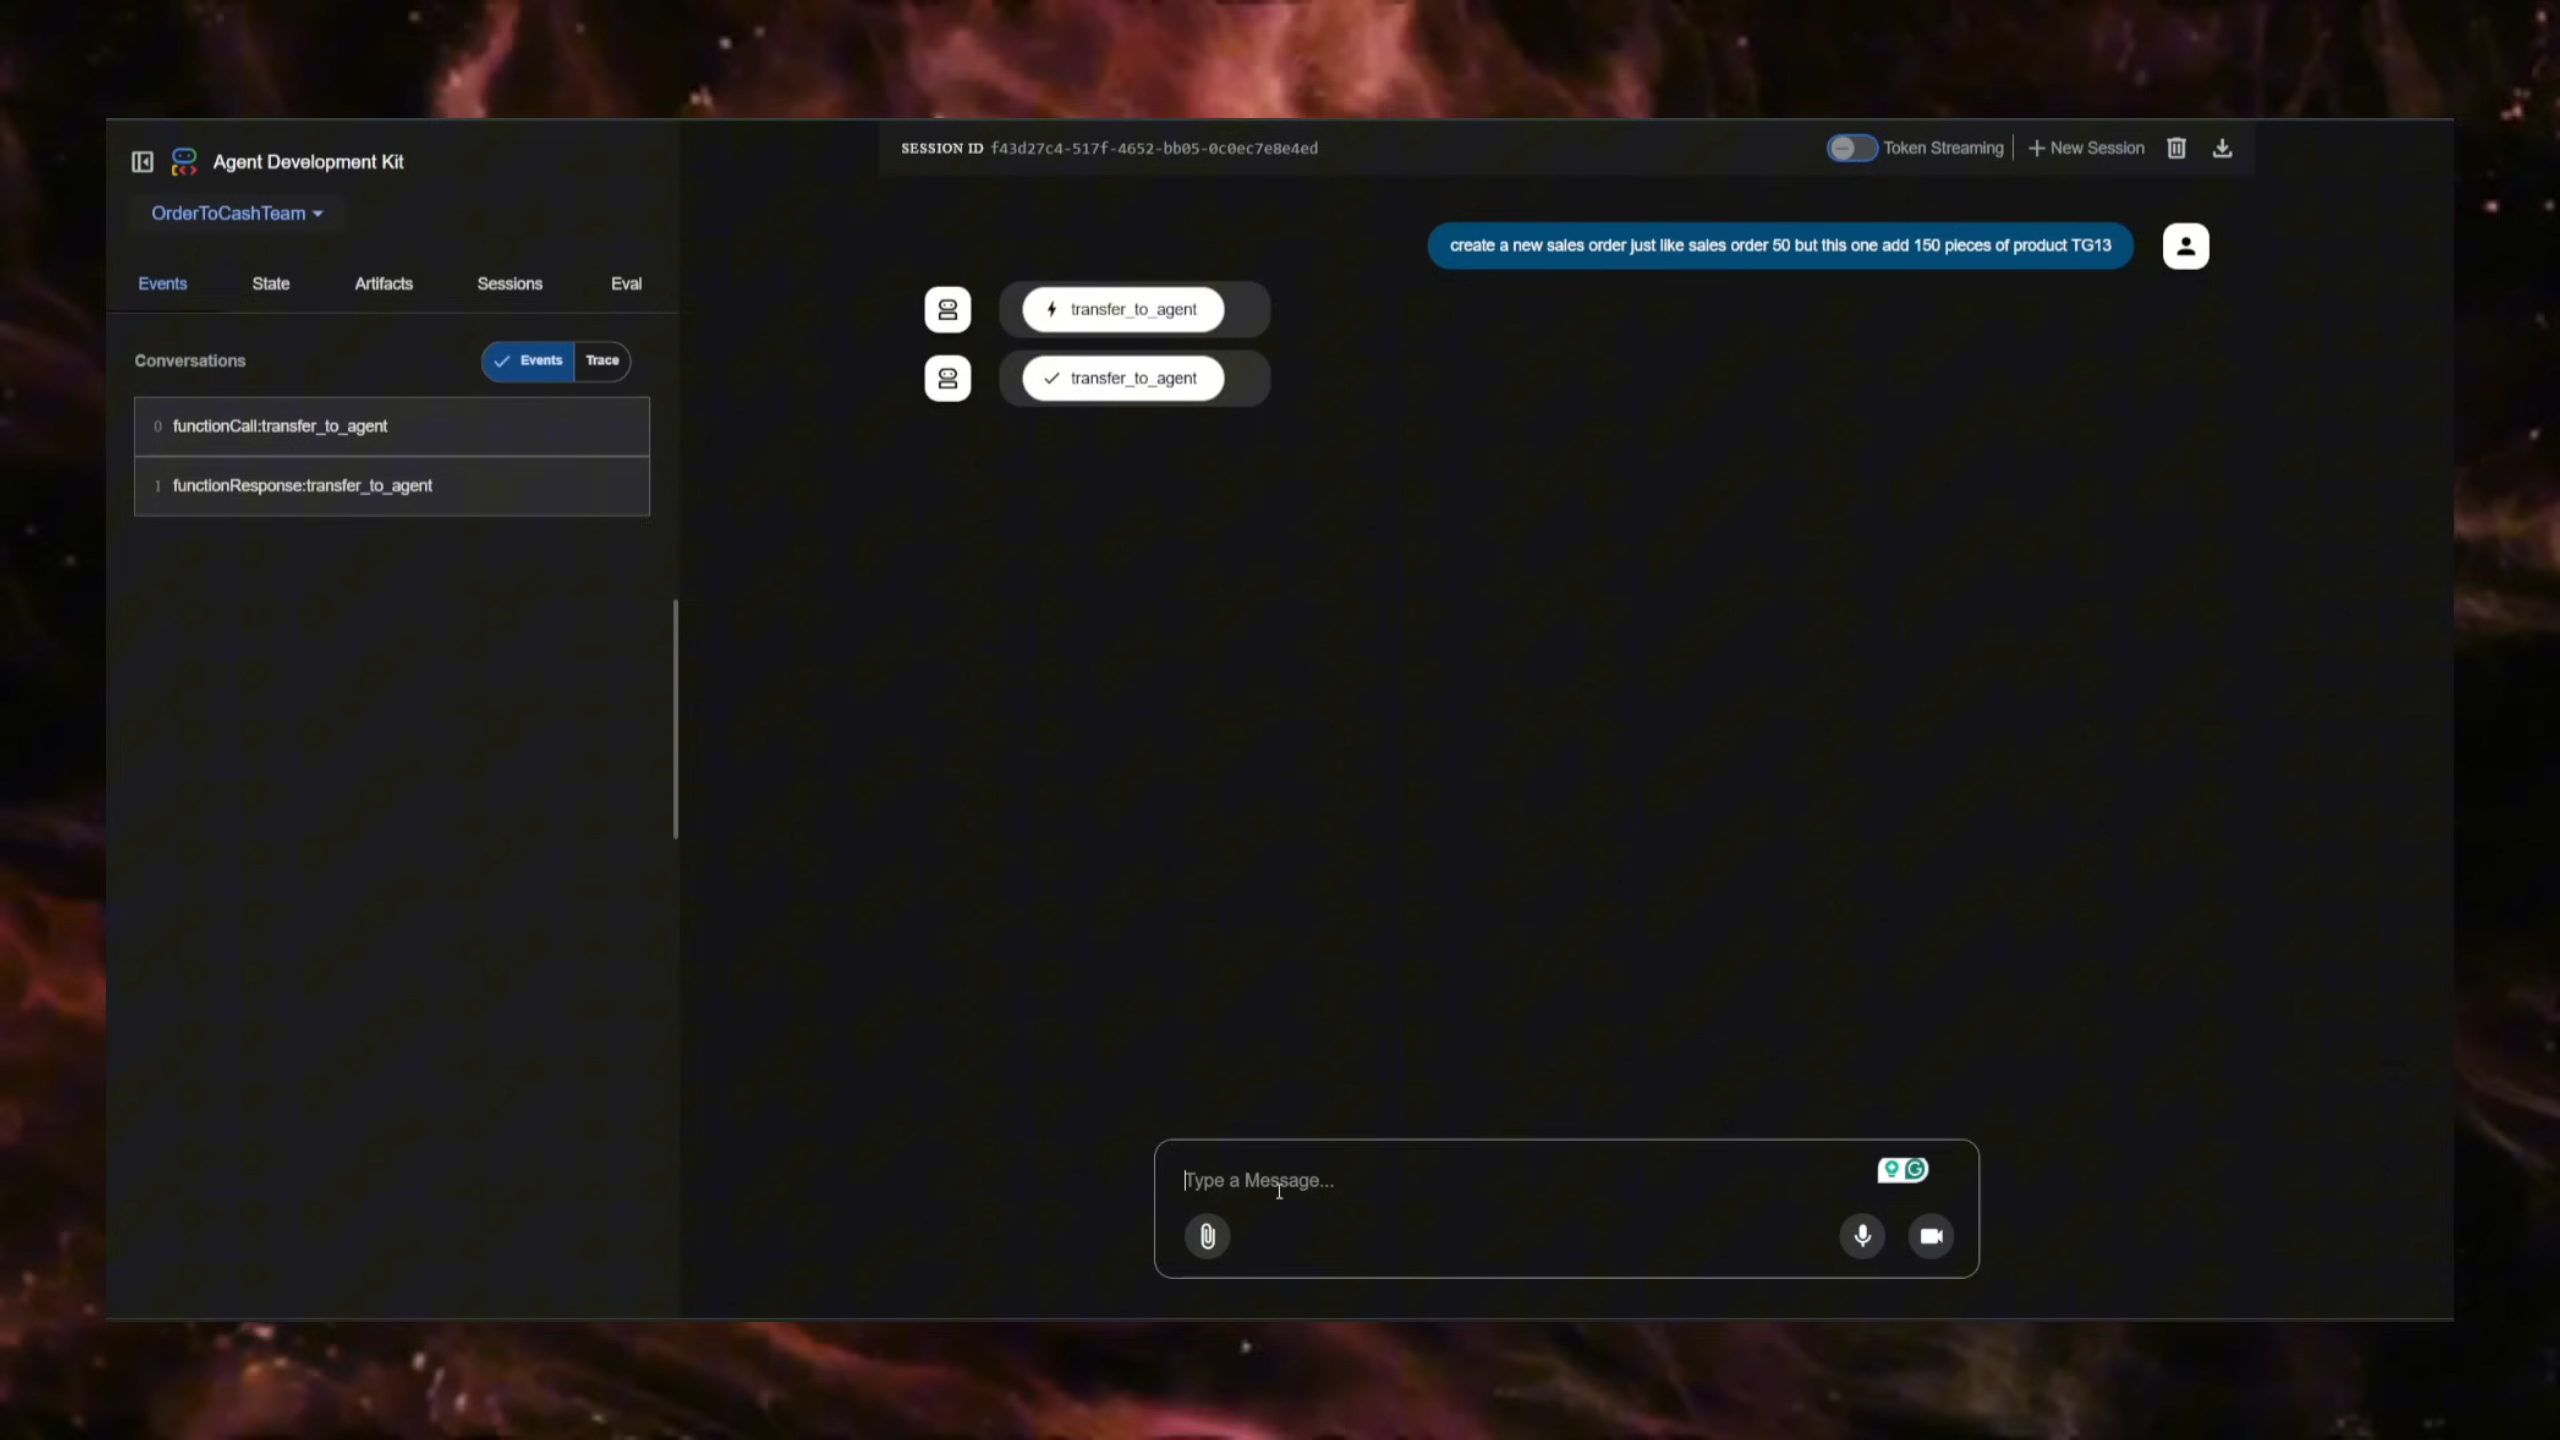 Agent Development Kit
OrderToCashTeam
Events State Artifacts Sessions Eval
Conversations
Events Trace
0 functionCall:transfer_to_agent
1 functionResponse:transfer_to_agent
SESSION ID f43d27c4-517f-4652-bb05-0c0ec7e8e4ed
Token Streaming
New Session
create a new sales order just like sales order 50 but this one add 150 pieces of product TG13
transfer_to_agent
transfer_to_agent
Type a Message...